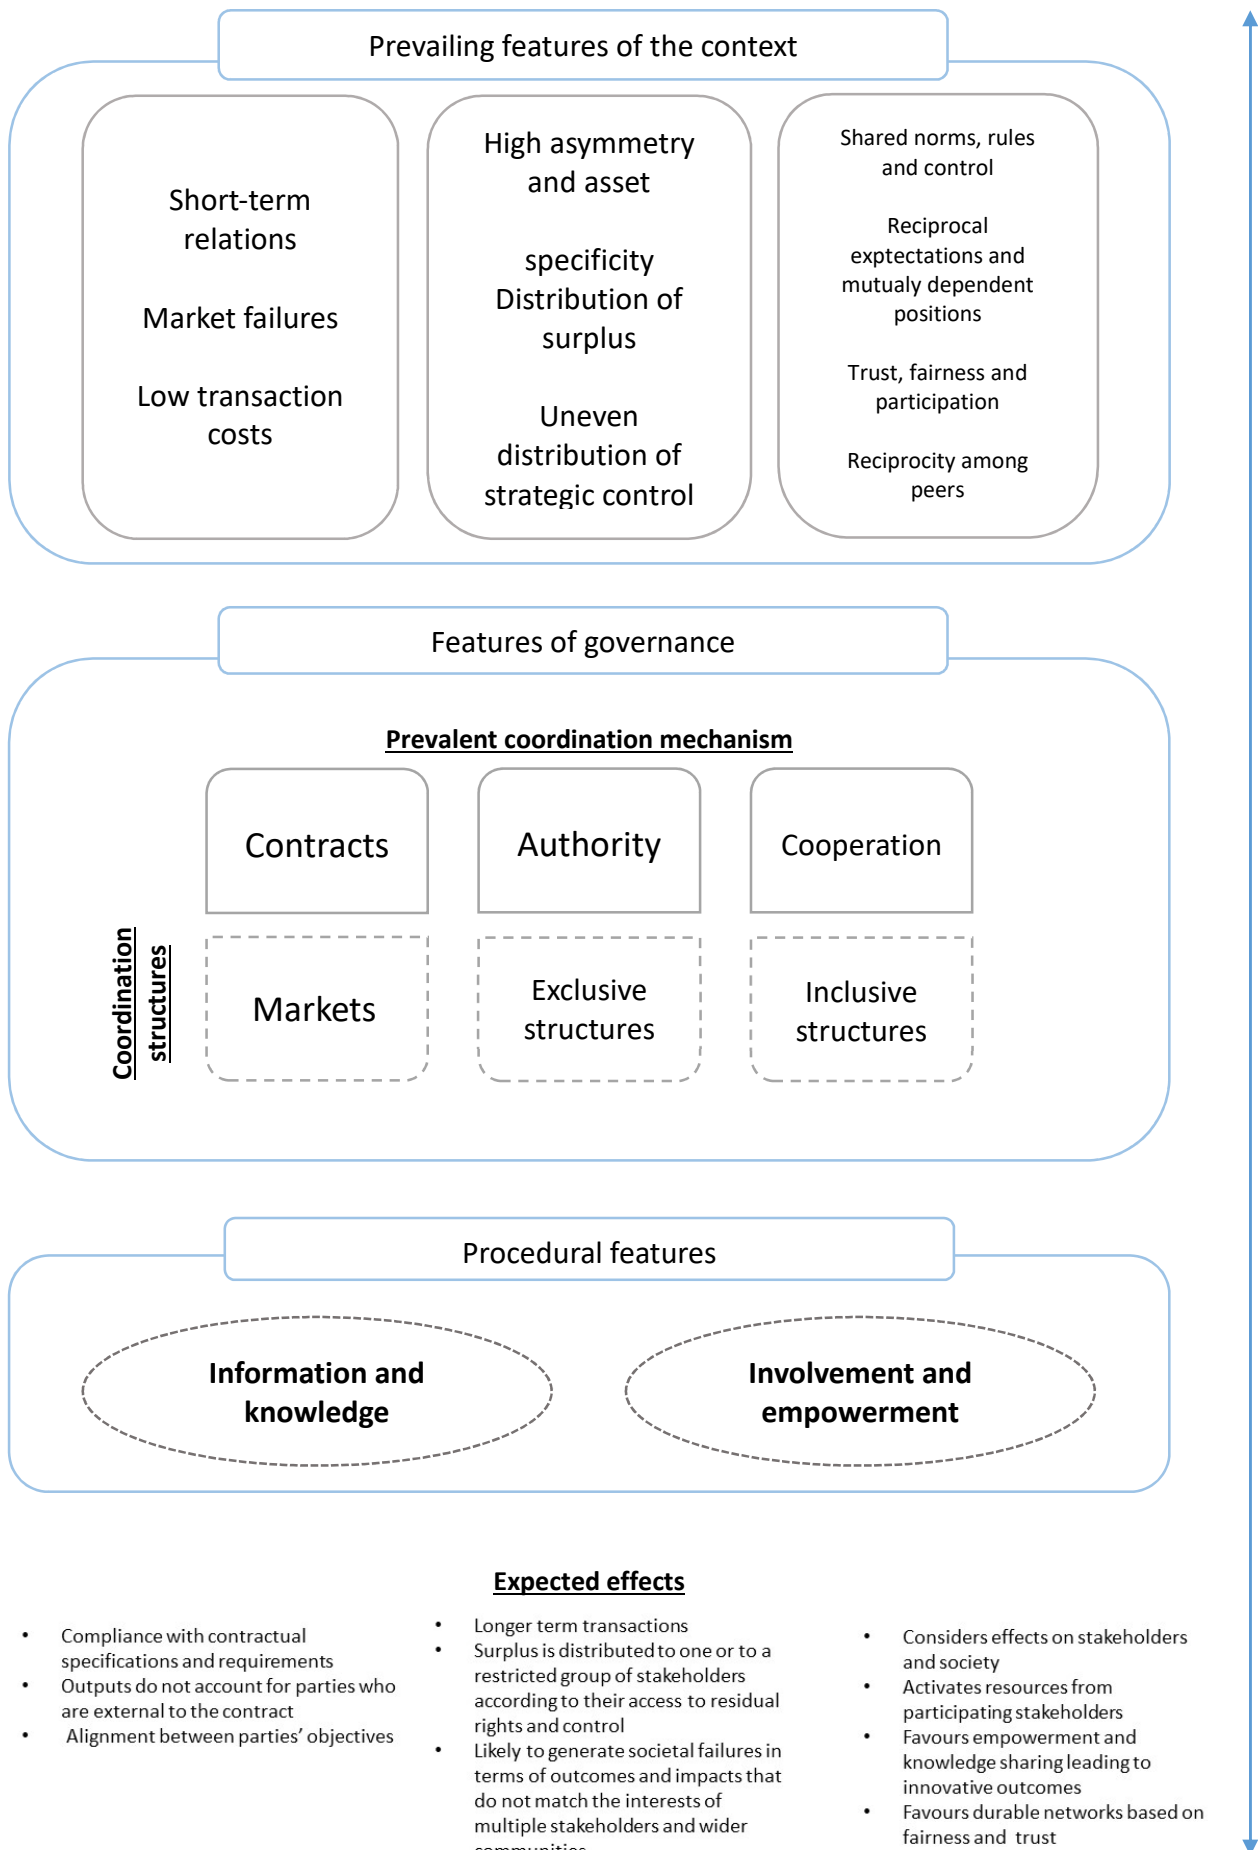 Prevailing features of the context
Short-term
relations
Market failures
Low transaction
costs
High asymmetry
and asset
specificity
Distribution of
surplus
Uneven
distribution of
strategic control
Shared norms, rules
and control
Reciprocal
exptectations and
mutualy dependent
positions
Trust, fairness and
participation
Reciprocity among
peers
Features of governance
Prevalent coordination mechanism
Contracts
Authority
Cooperation
Coordination
structures
Markets
Exclusive
structures
Inclusive
structures
Procedural features
Information and
knowledge
Involvement and
empowerment
Expected effects
• Compliance with contractual
specifications and requirements
• Outputs do not account for parties who
are external to the contract
• Alignment between parties’ objectives
• Longer term transactions
• Surplus is distributed to one or to a
restricted group of stakeholders
according to their access to residual
rights and control
• Likely to generate societal failures in
terms of outcomes and impacts that
do not match the interests of
multiple stakeholders and wider
communities
• Considers effects on stakeholders
and society
• Activates resources from
participating stakeholders
• Favours empowerment and
knowledge sharing leading to
innovative outcomes
• Favours durable networks based on
fairness and trust